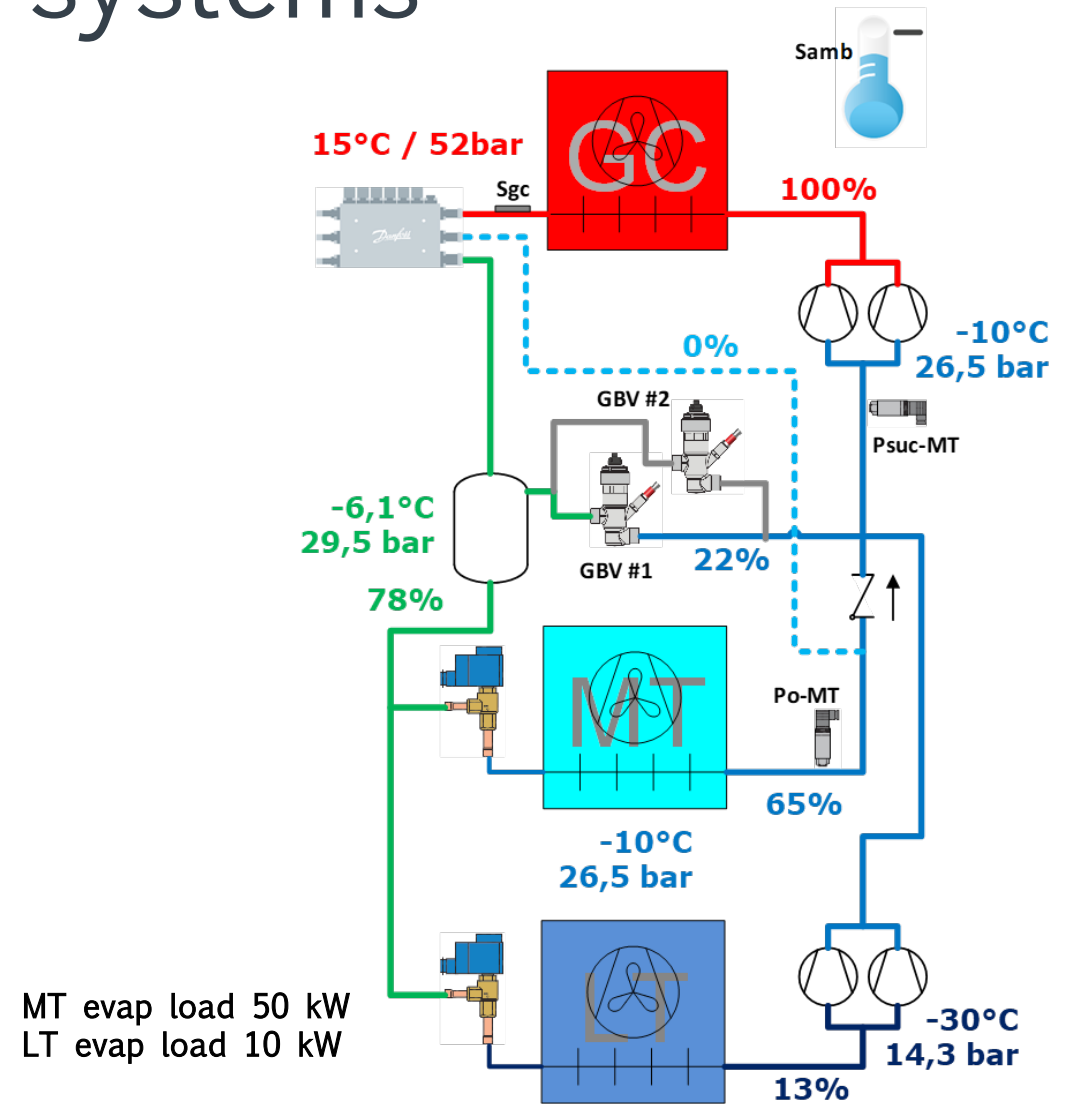 systems
Samb
15°C / 52bar
GC
Sgc
100%
Danfoss
-10°C
26,5 bar
0%
GBV #2
Psuc-MT
-6,1°C
29,5 bar
GBV #1
22%
78%
MT
Po-MT
65%
-10°C
26,5 bar
LT
MT evap load 50 kW
LT evap load 10 kW
-30°C
14,3 bar
13%